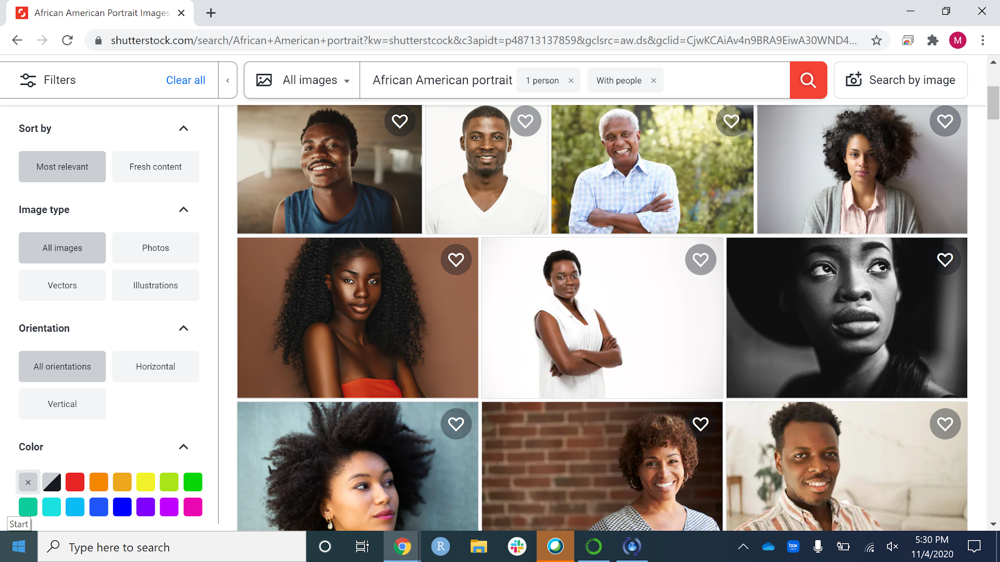 African American Portrait Images,
shutterstock.com/search/African+American+portrait?kw=shutterstcock&c3apidt=p48713137859&gclsrc=aw.ds&gclid=CjwKCAiAv4n9BRA9EiwA30WND4...
M
Filters
Clear all
All images
African American portrait
1 person
With people
Search by image
Sort by
Most relevant
Fresh content
Image type
All images
Photos
Vectors
Illustrations
Orientation
All orientations
Horizontal
Vertical
Color
Start
Type here to search
R
box
EDIT
5:30 PM
11/4/2020